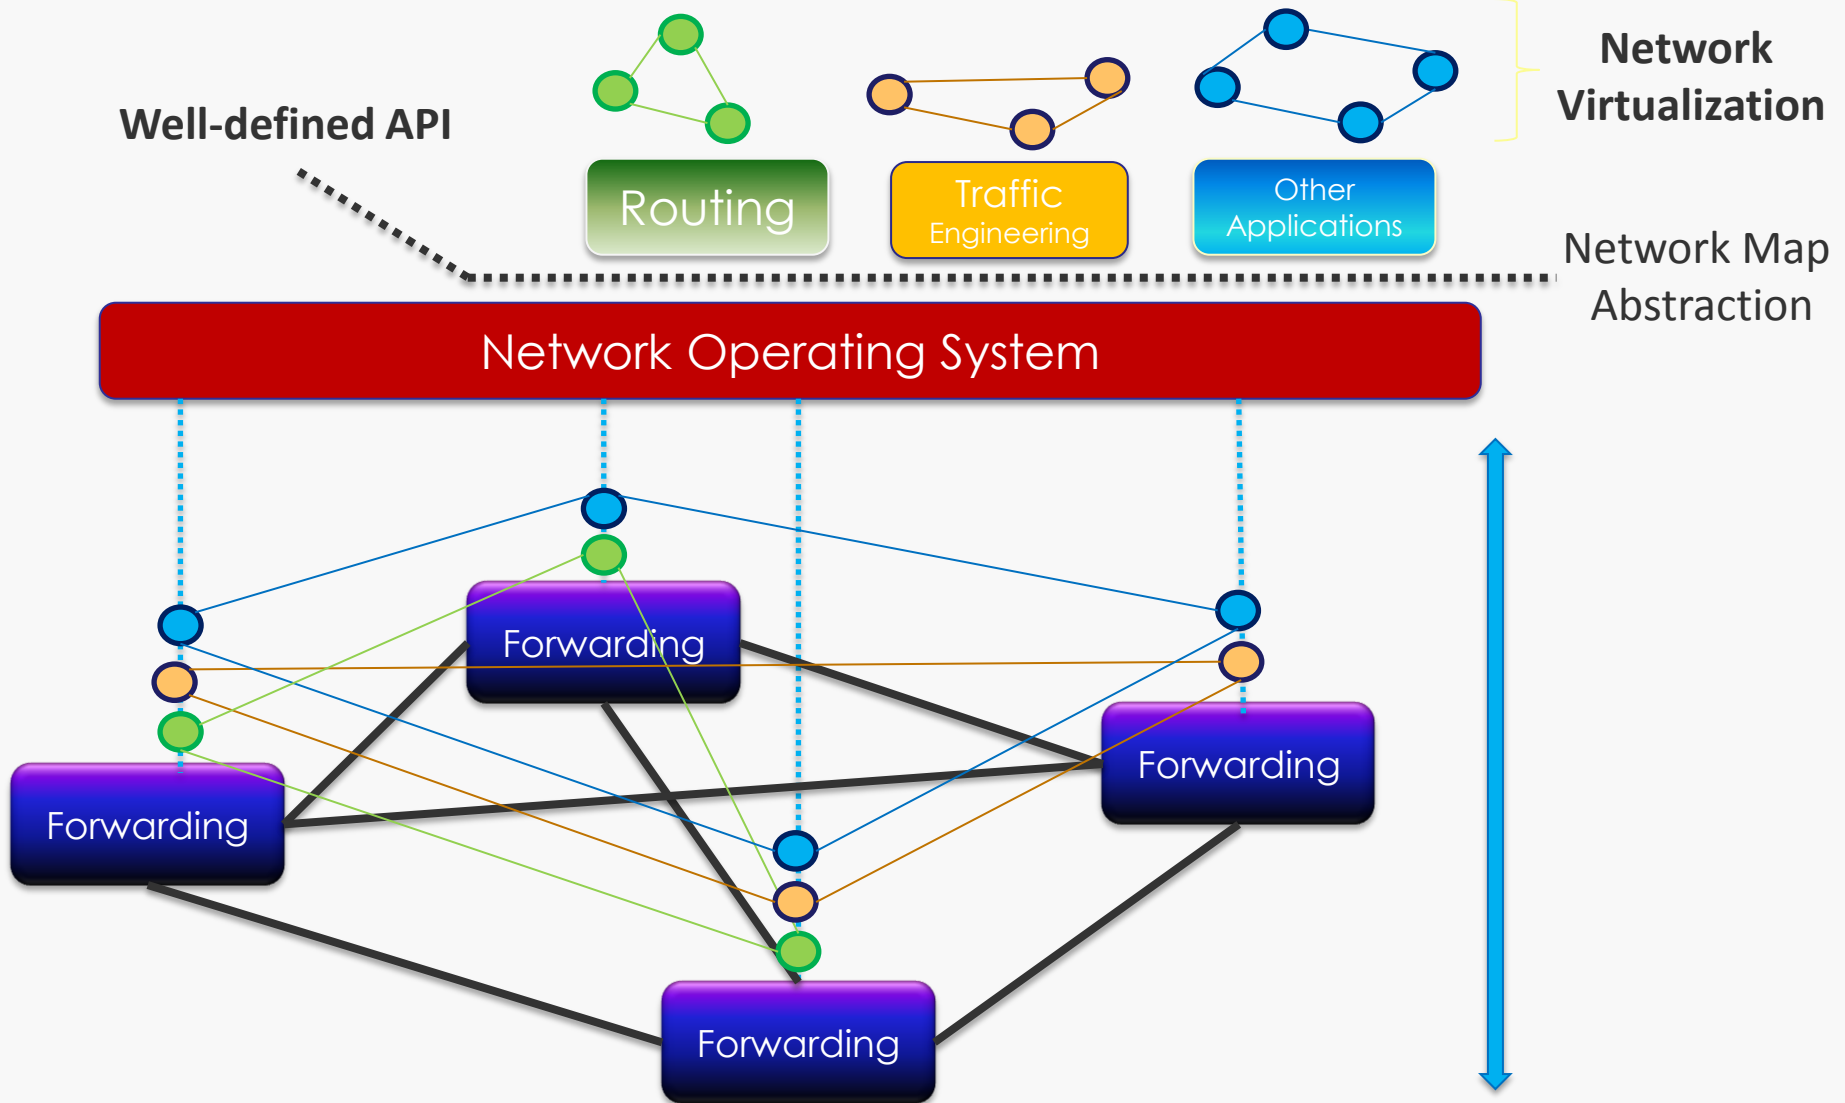 Network
Virtualization
Well-defined API
Routing
Traffic
Engineering
Other
Applications
Network Map
Abstraction
Network Operating System
Forwarding
Forwarding
Forwarding
Forwarding